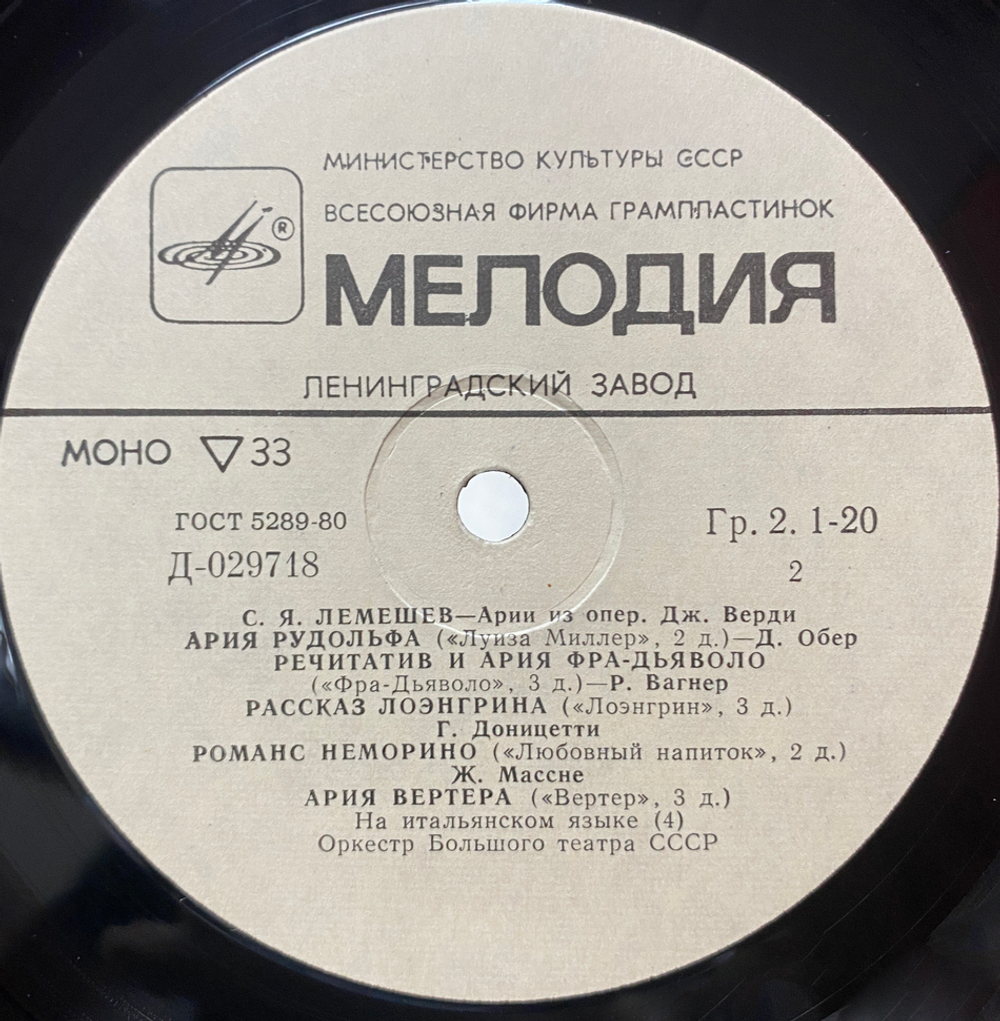 МИНИСТЕРСТВО КУЛЬТУРЫ СССР
®
ВСЕСОЮЗНАЯ ФИРМА ГРАМПЛАСТИНОК
МЕЛОДИЯ
ЛЕНИНГРАДСКИЙ ЗАВОД
МОНО ▽ 33
ГОСТ 5289-80
Гр. 2. 1-20
Д-029718
2
С. Я. ЛЕМЕШЕВ—Арии из опер. Дж. Верди
АРИЯ РУДОЛЬФА («Луиза Миллер», 2 д.)—Д. Обер
РЕЧИТАТИВ И АРИЯ ФРА-ДЬЯВОЛО
(«Фра-Дьяволо», 3 д.)—Р. Вагнер
РАССКАЗ ЛОЭНГРИНА («Лоэнгрин», 3 д.)
Г. Доницетти
РОМАНС НЕМОРИНО («Любовный напиток», 2 д.)
Ж. Массне
АРИЯ ВЕРТЕРА («Вертер», 3 д.)
На итальянском языке (4)
Оркестр Большого театра СССР